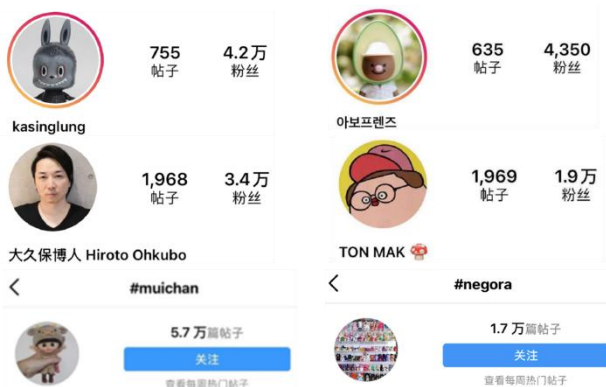 755 4.2万
帖子 粉丝
kasinglung
635 4,350
帖子 粉丝
아보프렌즈
1,968 3.4万
帖子 粉丝
大久保博人 Hiroto Ohkubo
1,969 1.9万
帖子 粉丝
TON MAK 🍄
#muichan
5.7 万篇帖子
关注
查看每周热门帖子
#negora
1.7 万篇帖子
关注
查看每周热门帖子